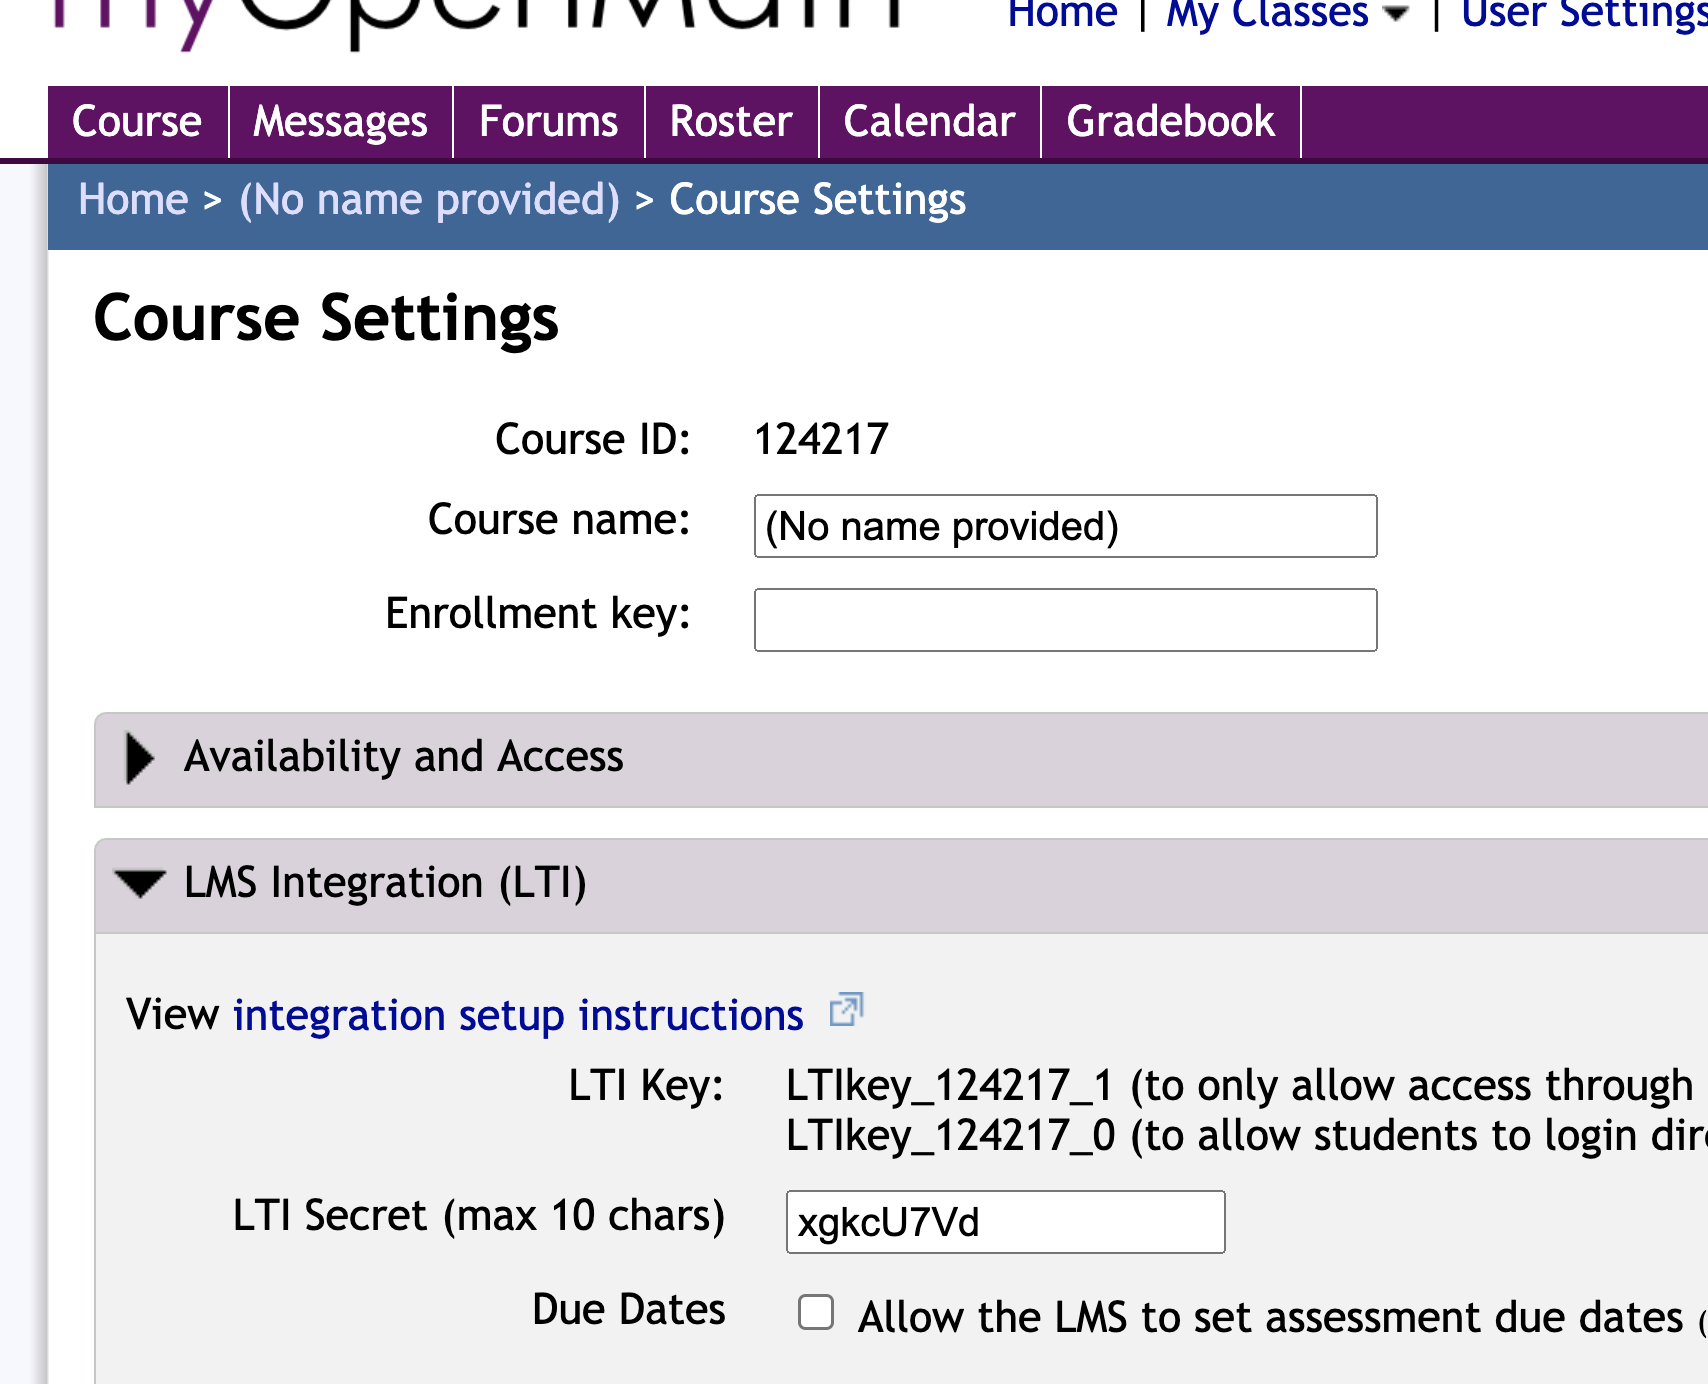 myOpenMath
Home | My Classes | User Settings
Course Messages Forums Roster Calendar Gradebook
Home > (No name provided) > Course Settings
Course Settings
Course ID: 124217
Course name: (No name provided)
Enrollment key:
Availability and Access
LMS Integration (LTI)
View integration setup instructions
LTI Key: LTIkey_124217_1 (to only allow access through
LTIkey_124217_0 (to allow students to login dir
LTI Secret (max 10 chars) xgkcU7Vd
Due Dates Allow the LMS to set assessment due dates (